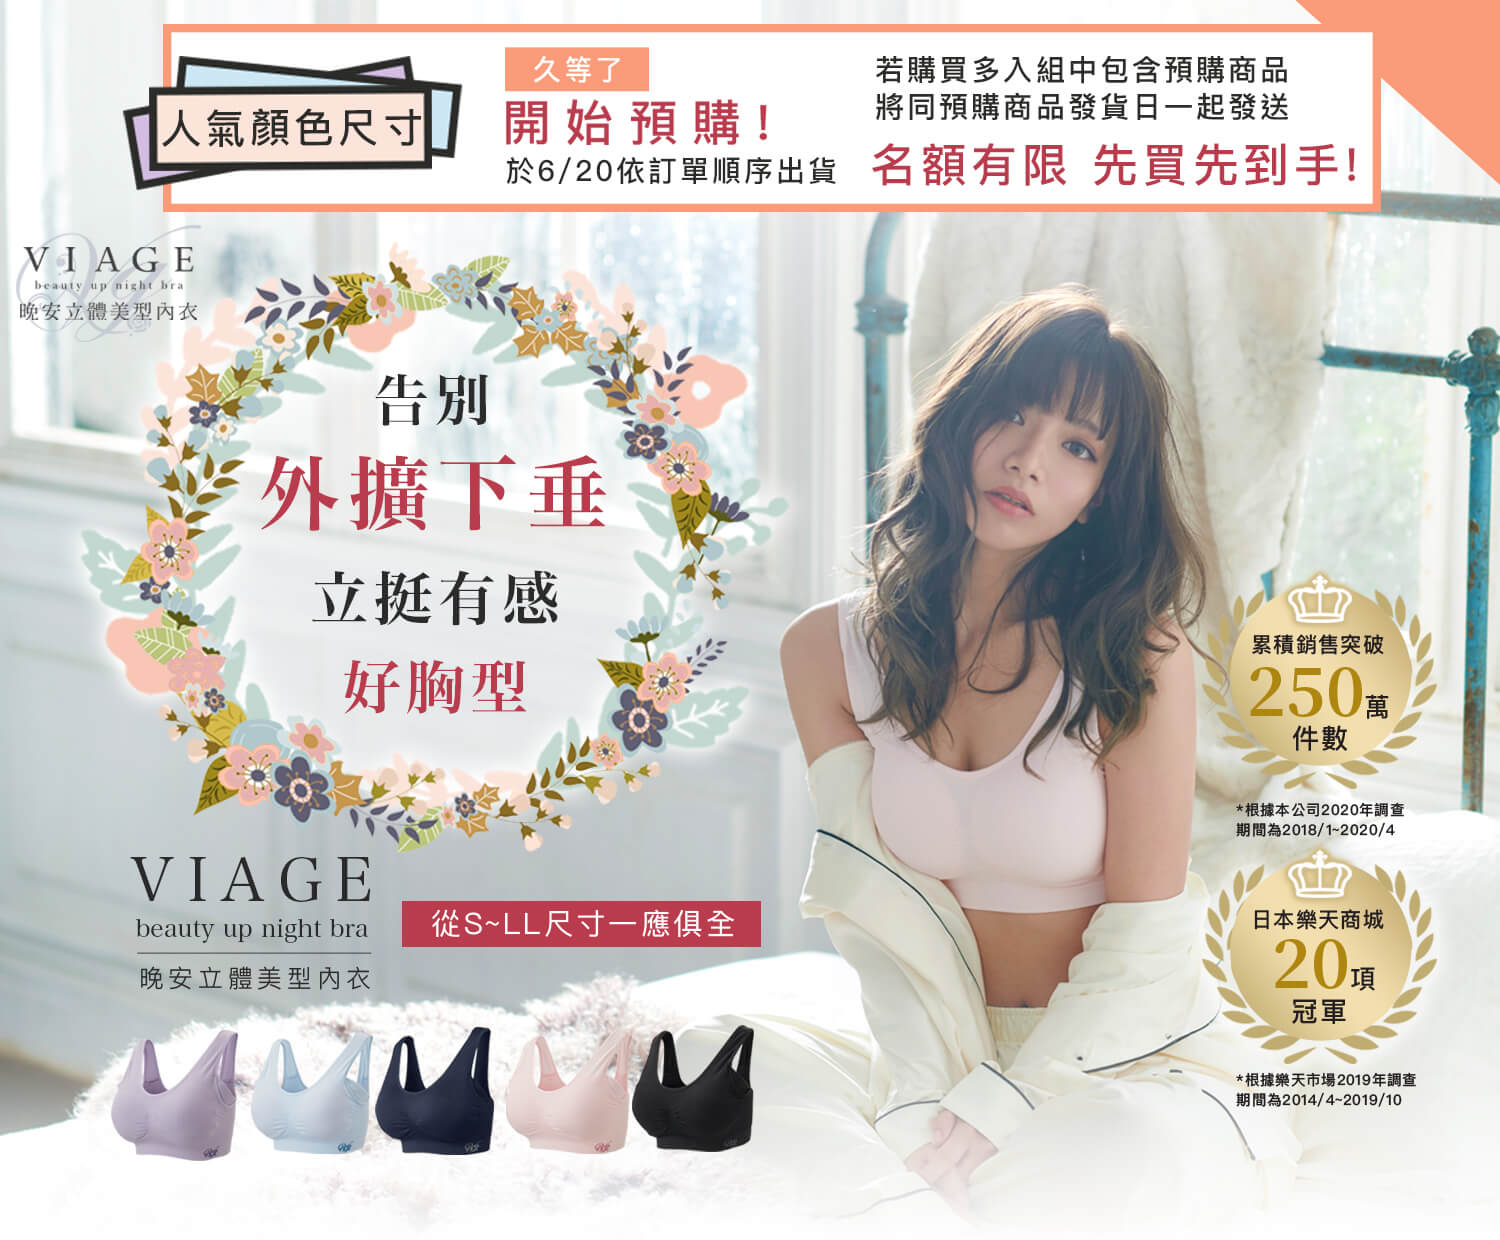 人氣顏色尺寸
久等了
開始預購!
於6/20依訂單順序出貨
若購買多入組中包含預購商品
將同預購商品發貨日一起發送
名額有限 先買先到手!
VIAGE
beauty up night bra
晚安立體美型內衣
告別
外擴下垂
立挺有感
好胸型
VIAGE
beauty up night bra
晚安立體美型內衣
從S~LL尺寸一應俱全
累積銷售突破
250萬
件數
*根據本公司2020年調查
期間為2018/1~2020/4
日本樂天商城
20項
冠軍
*根據樂天市場2019年調查
期間為2014/4~2019/10